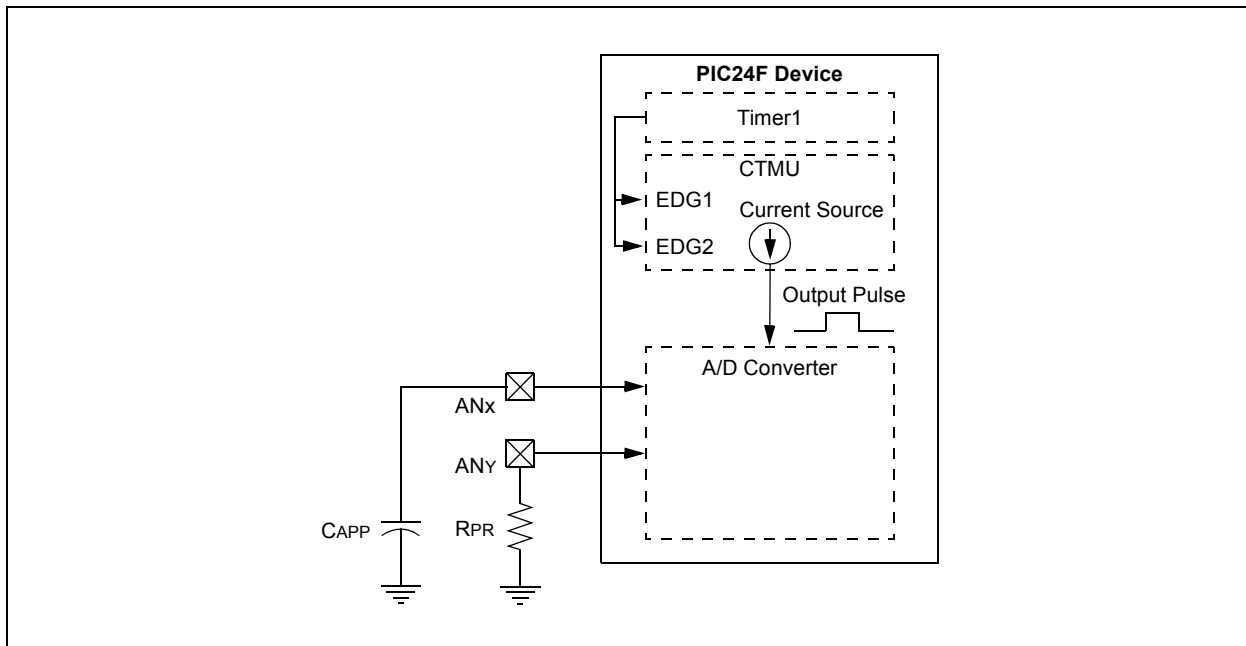 PIC24F Device
Timer1
CTMU
EDG1
Current Source
EDG2
Output Pulse
A/D Converter
ANx
ANY
CAPP
RPR